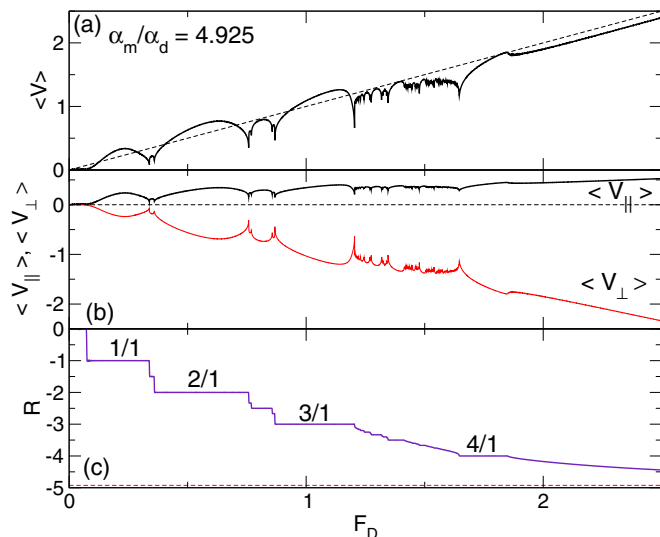 (a)
α_m/α_d = 4.925
2
1
0
<V>
<V_||>
0
-1
-2
<V_||>, <V_⊥>
<V_⊥>
(b)
0
-1
-2
-3
-4
-5
R
1/1
2/1
3/1
4/1
(c)
0 1 2
F_D